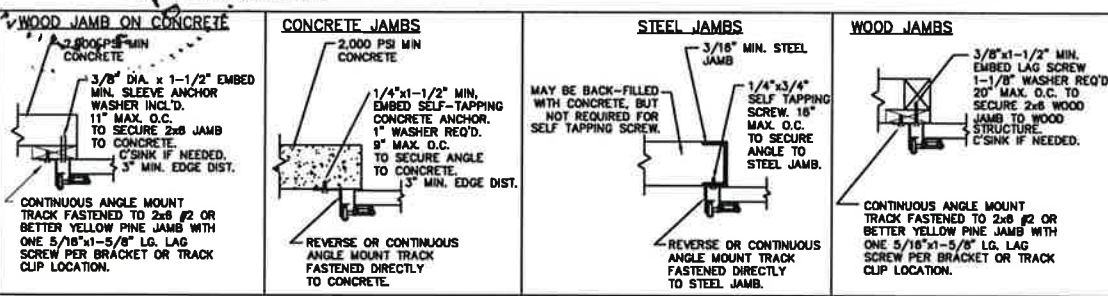 WOOD JAMB ON CONCRETE
2,000 PSI MIN
CONCRETE
3/8" DIA. x 1-1/2" EMBED
MIN. SLEEVE ANCHOR
WASHER INCL'D.
11" MAX. O.C.
TO SECURE 2x6 JAMB
TO CONCRETE.
C'SINK IF NEEDED.
3" MIN. EDGE DIST.
CONTINUOUS ANGLE MOUNT
TRACK FASTENED TO 2x6 #2 OR
BETTER YELLOW PINE JAMB WITH
ONE 5/16"x1-5/8" LG. LAG
SCREW PER BRACKET OR TRACK
CLIP LOCATION.
CONCRETE JAMBS
2,000 PSI MIN
CONCRETE
1/4"x1-1/2" MIN,
EMBED SELF-TAPPING
CONCRETE ANCHOR.
1" WASHER REQ'D.
9" MAX. O.C.
TO SECURE ANGLE
TO CONCRETE.
3" MIN. EDGE DIST.
REVERSE OR CONTINUOUS
ANGLE MOUNT TRACK
FASTENED DIRECTLY
TO CONCRETE.
STEEL JAMBS
3/16" MIN. STEEL
JAMB
MAY BE BACK-FILLED
WITH CONCRETE, BUT
NOT REQUIRED FOR
SELF TAPPING SCREW.
1/4"x3/4"
SELF TAPPING
SCREW. 16"
MAX. O.C.
TO SECURE
ANGLE TO
STEEL JAMB.
REVERSE OR CONTINUOUS
ANGLE MOUNT TRACK
FASTENED DIRECTLY
TO STEEL JAMB.
WOOD JAMBS
3/8"x1-1/2" MIN.
EMBED LAG SCREW
1-1/8" WASHER REQ'D
20" MAX. O.C. TO
SECURE 2x6 WOOD
JAMB TO WOOD
STRUCTURE.
C'SINK IF NEEDED.
CONTINUOUS ANGLE MOUNT
TRACK FASTENED TO 2x6 #2 OR
BETTER YELLOW PINE JAMB WITH
ONE 5/16"x1-5/8" LG. LAG
SCREW PER BRACKET OR TRACK
CLIP LOCATION.